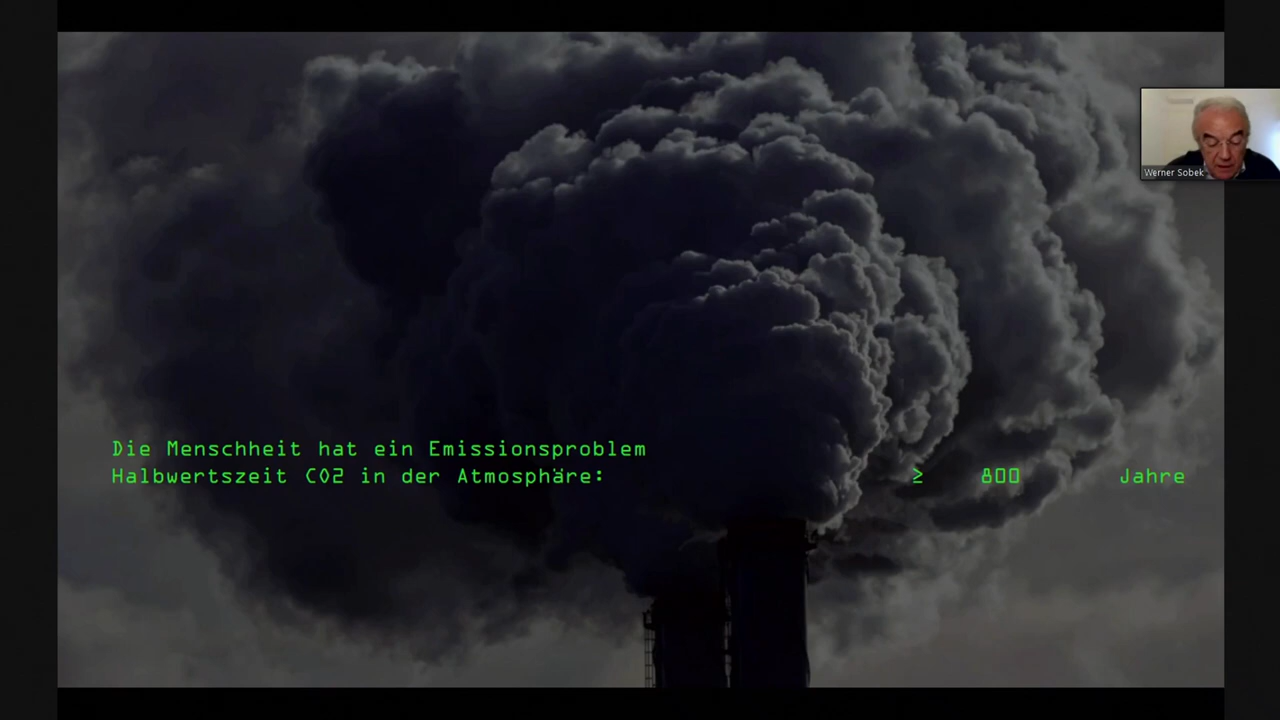 Werner Sobek
Die Menschheit hat ein Emissionsproblem
Halbwertszeit CO2 in der Atmosphäre: ≥ 800 Jahre